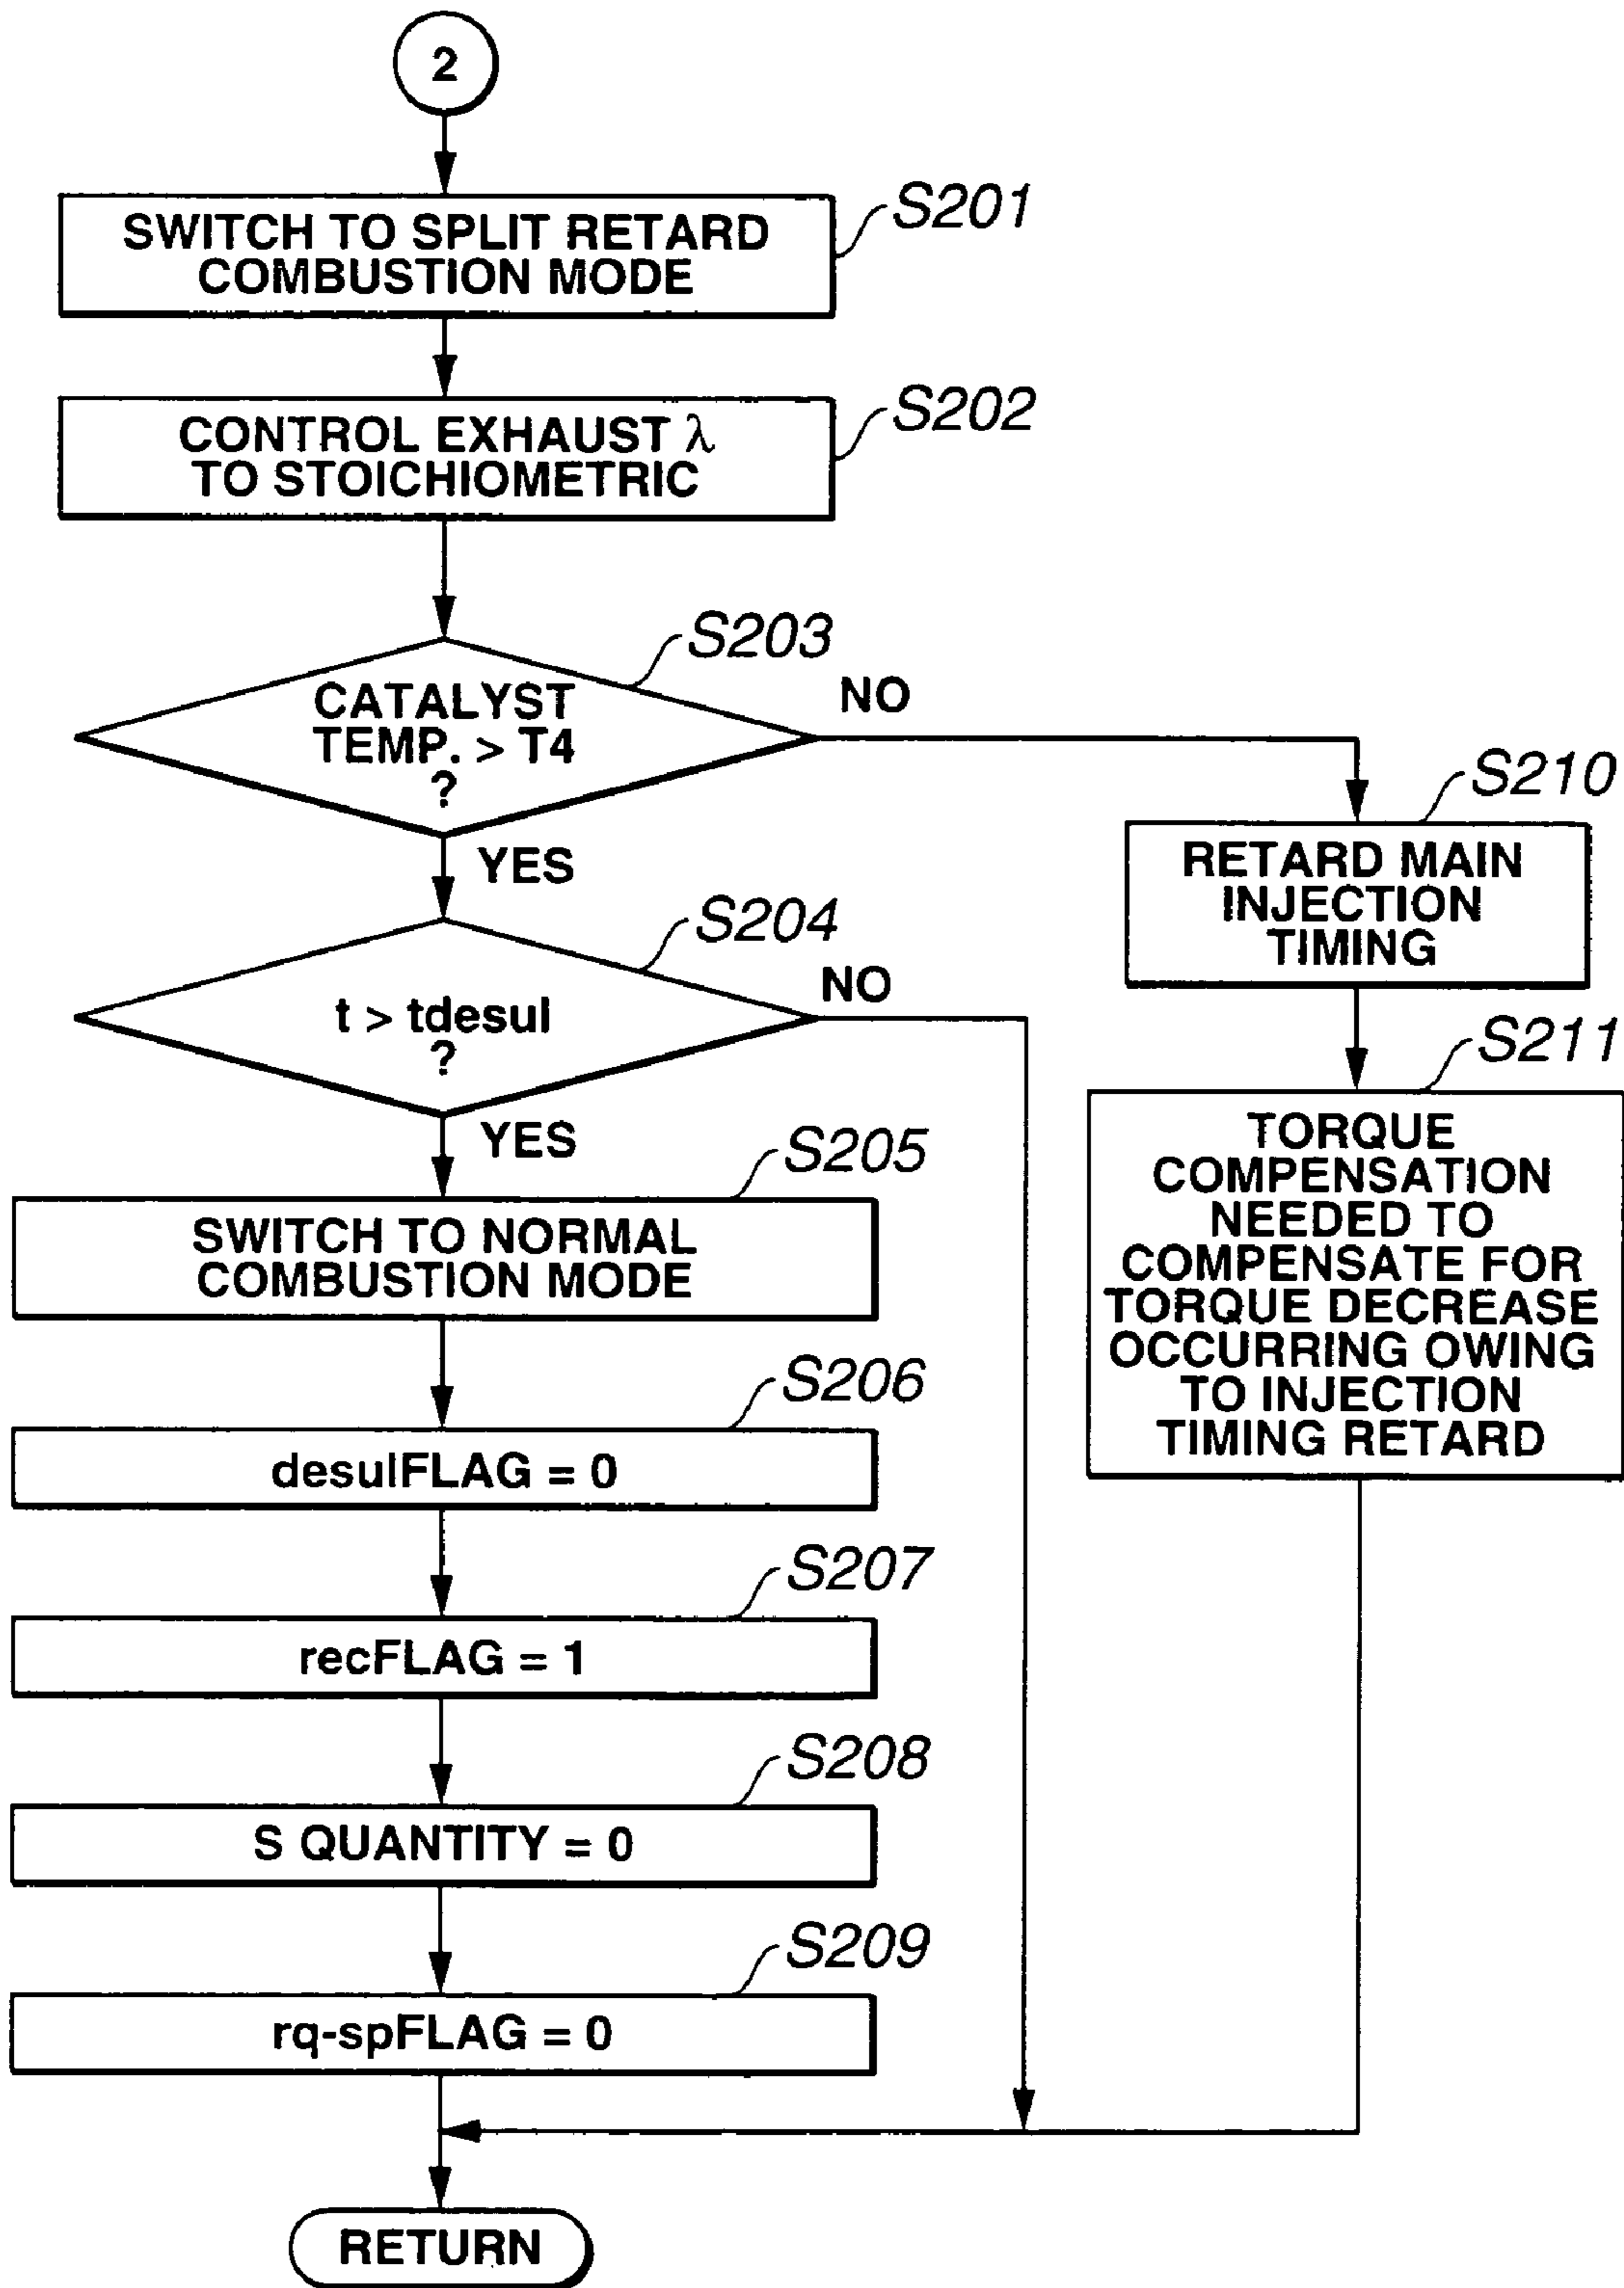 2
SWITCH TO SPLIT RETARD
COMBUSTION MODE
S201
CONTROL EXHAUST λ
TO STOICHIOMETRIC
S202
CATALYST
TEMP. > T4
?
S203
NO
YES
S210
RETARD MAIN
INJECTION
TIMING
t > tdesul
?
S204
NO
YES
S211
TORQUE
COMPENSATION
NEEDED TO
COMPENSATE FOR
TORQUE DECREASE
OCCURRING OWING
TO INJECTION
TIMING RETARD
S205
SWITCH TO NORMAL
COMBUSTION MODE
S206
desulFLAG = 0
S207
recFLAG = 1
S208
S QUANTITY = 0
S209
rq-spFLAG = 0
RETURN